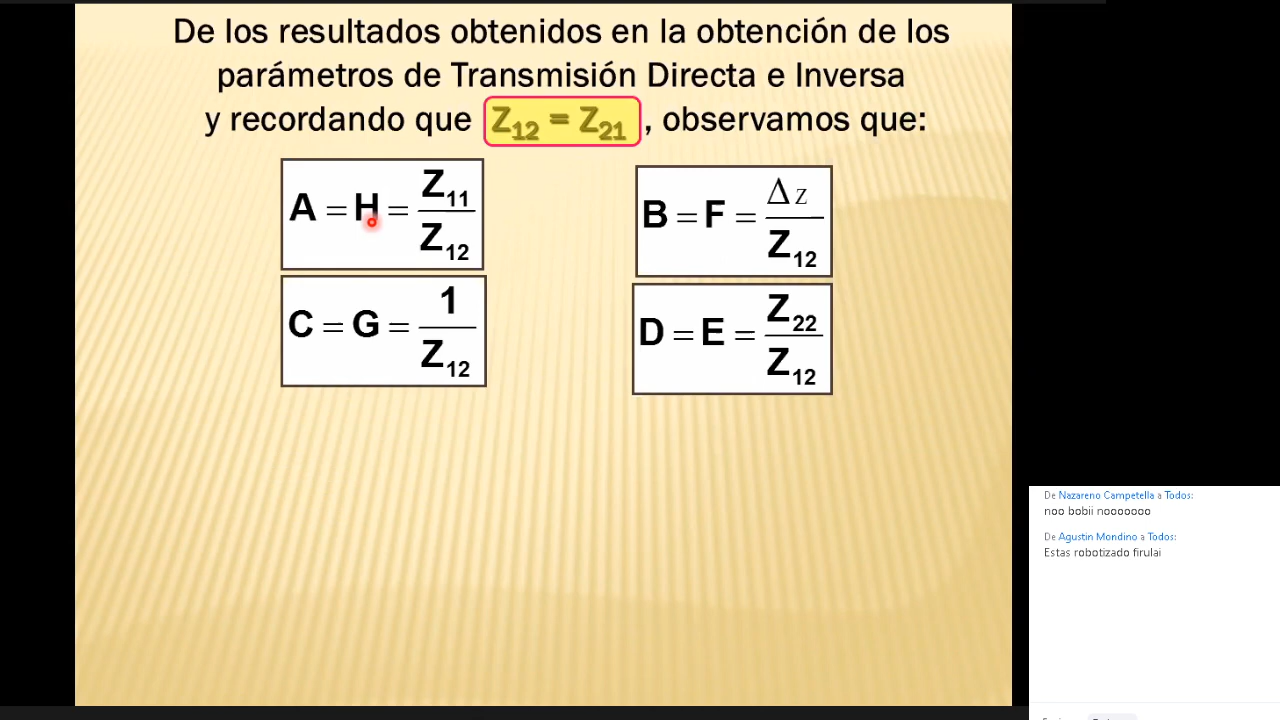 De los resultados obtenidos en la obtención de los
parámetros de Transmisión Directa e Inversa
y recordando que Z12 = Z21 , observamos que:
A = H = Z11 / Z12
B = F = Δz / Z12
C = G = 1 / Z12
D = E = Z22 / Z12
De Nazareno Campetella a Todos:
noo bobii nooooooo
De Agustin Mondino a Todos:
Estas robotizado firulai